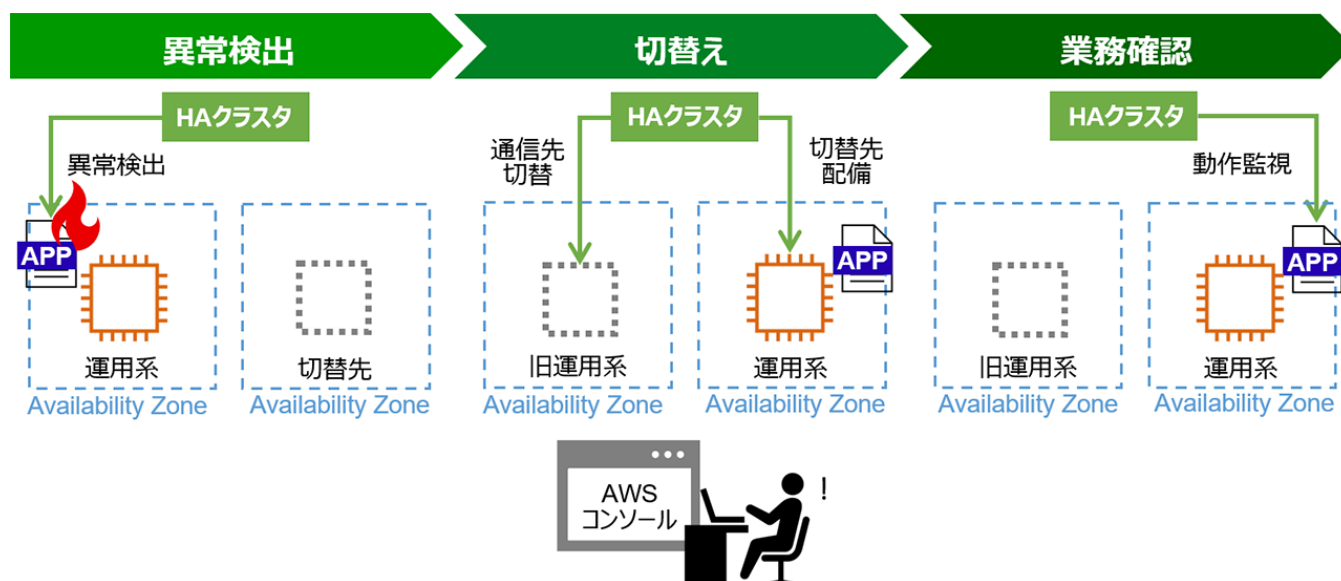 異常検出
切替え
業務確認
HAクラスタ
異常検出
APP
運用系
切替先
Availability Zone
Availability Zone
HAクラスタ
通信先
切替
切替先
配備
APP
旧運用系
運用系
Availability Zone
Availability Zone
HAクラスタ
動作監視
APP
旧運用系
運用系
Availability Zone
Availability Zone
AWS
コンソール
!